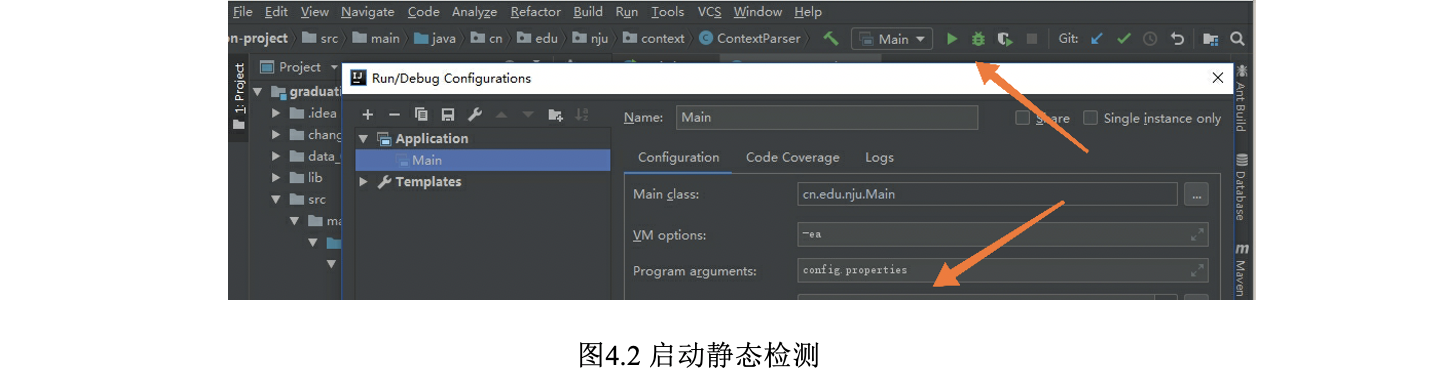 File Edit View Navigate Code Analyze Refactor Build Run Tools VCS Window Help
on-project src main java cn edu nju context ContextParser Main Git:
1: Project
Project
graduati
.idea
chang
data_
lib
src
ma
Run/Debug Configurations
Application
Main
Templates
Name: Main Share Single instance only
Configuration Code Coverage Logs
Main class: cn.edu.nju.Main ...
VM options: -ea
Program arguments: config.properties
Ant Build
Database
m Maven
图4.2 启动静态检测